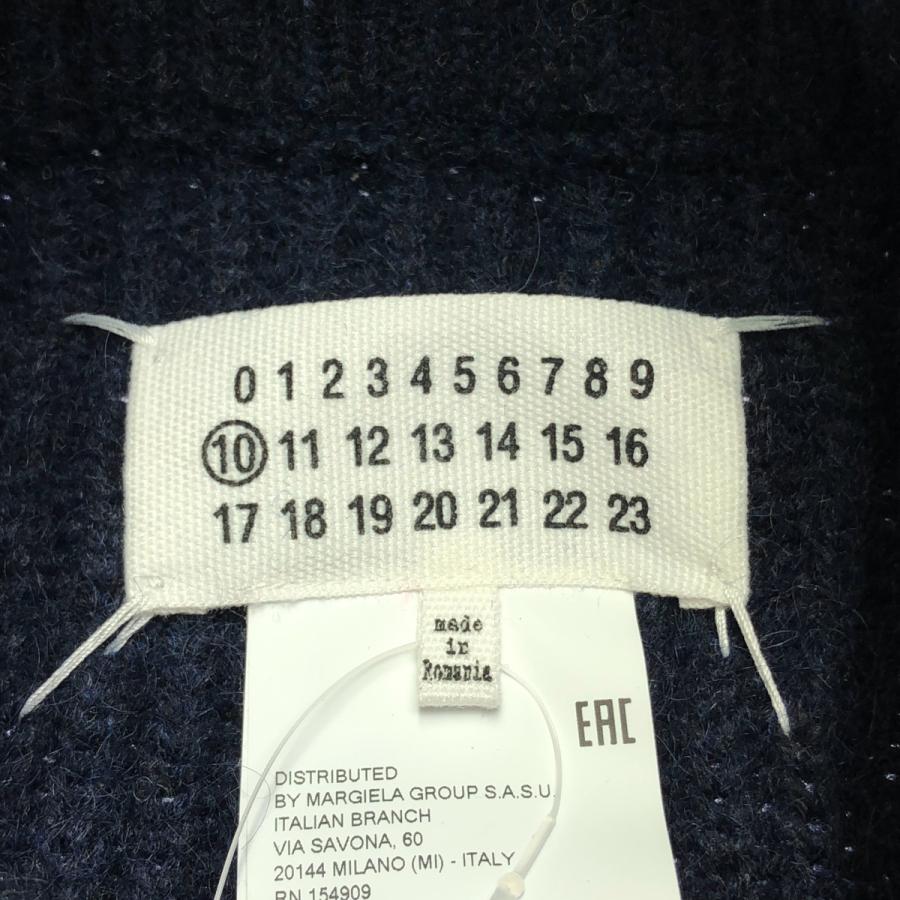 0 1 2 3 4 5 6 7 8 9
10 11 12 13 14 15 16
17 18 19 20 21 22 23
made
in
Romania
EAC
DISTRIBUTED
BY MARGIELA GROUP S.A.S.U.
ITALIAN BRANCH
VIA SAVONA, 60
20144 MILANO (MI) - ITALY
RN 154909